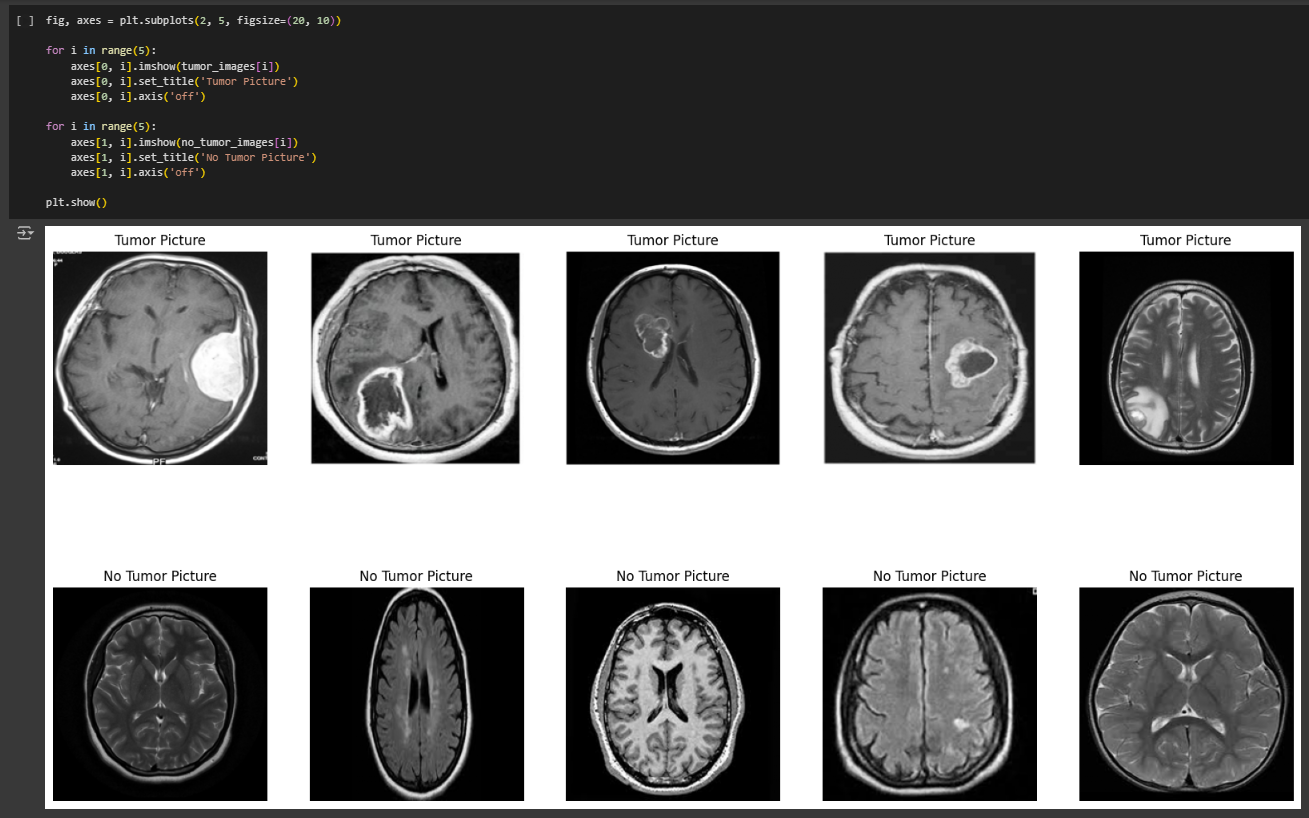 [ ] fig, axes = plt.subplots(2, 5, figsize=(20, 10))
for i in range(5):
    axes[0, i].imshow(tumor_images[i])
    axes[0, i].set_title('Tumor Picture')
    axes[0, i].axis('off')
for i in range(5):
    axes[1, i].imshow(no_tumor_images[i])
    axes[1, i].set_title('No Tumor Picture')
    axes[1, i].axis('off')
plt.show()
Tumor Picture Tumor Picture Tumor Picture Tumor Picture Tumor Picture
PF
No Tumor Picture No Tumor Picture No Tumor Picture No Tumor Picture No Tumor Picture